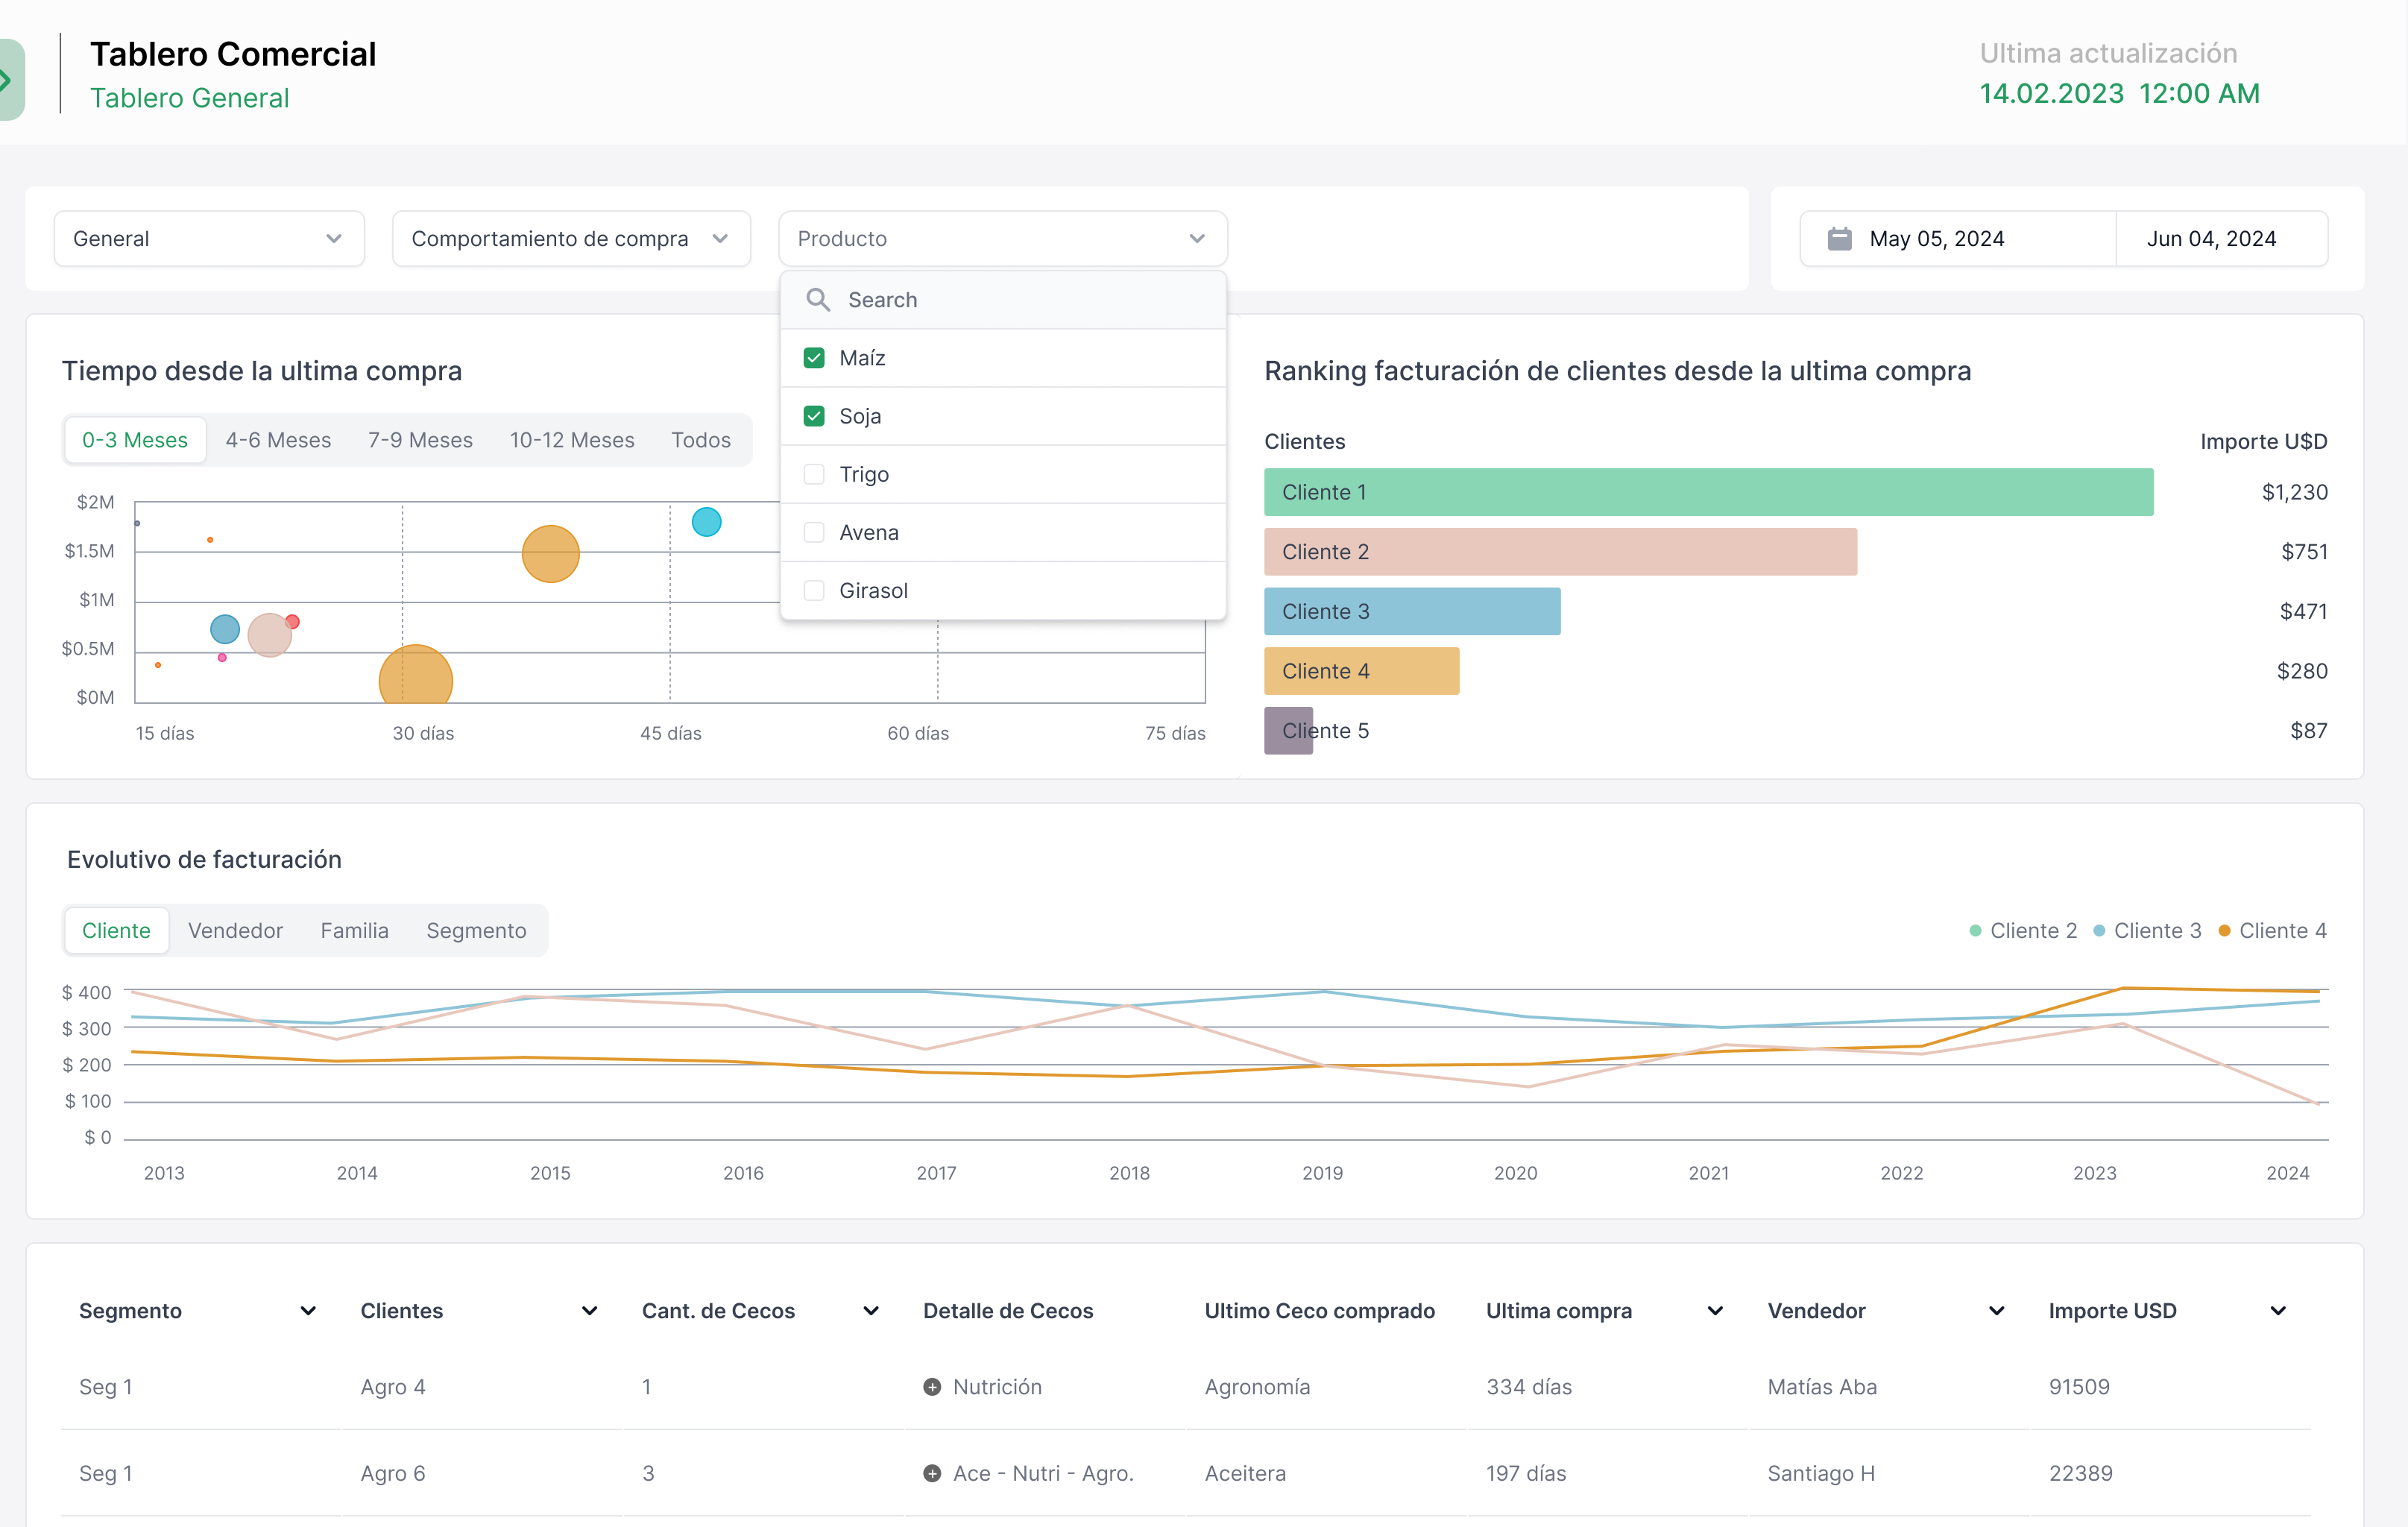 Tablero Comercial
Tablero General
Ultima actualización
14.02.2023 12:00 AM
General
Comportamiento de compra
Producto
May 05, 2024
Jun 04, 2024
Search
Maíz
Soja
Trigo
Avena
Girasol
Tiempo desde la ultima compra
0-3 Meses
4-6 Meses
7-9 Meses
10-12 Meses
Todos
$2M
$1.5M
$1M
$0.5M
$0M
15 días
30 días
45 días
60 días
75 días
Ranking facturación de clientes desde la ultima compra
Clientes
Importe U$D
Cliente 1
$1,230
Cliente 2
$751
Cliente 3
$471
Cliente 4
$280
Cliente 5
$87
Evolutivo de facturación
Cliente
Vendedor
Familia
Segmento
Cliente 2
Cliente 3
Cliente 4
$ 400
$ 300
$ 200
$ 100
$ 0
2013
2014
2015
2016
2017
2018
2019
2020
2021
2022
2023
2024
Segmento
Clientes
Cant. de Cecos
Detalle de Cecos
Ultimo Ceco comprado
Ultima compra
Vendedor
Importe USD
Seg 1
Agro 4
1
Nutrición
Agronomía
334 días
Matías Aba
91509
Seg 1
Agro 6
3
Ace - Nutri - Agro.
Aceitera
197 días
Santiago H
22389